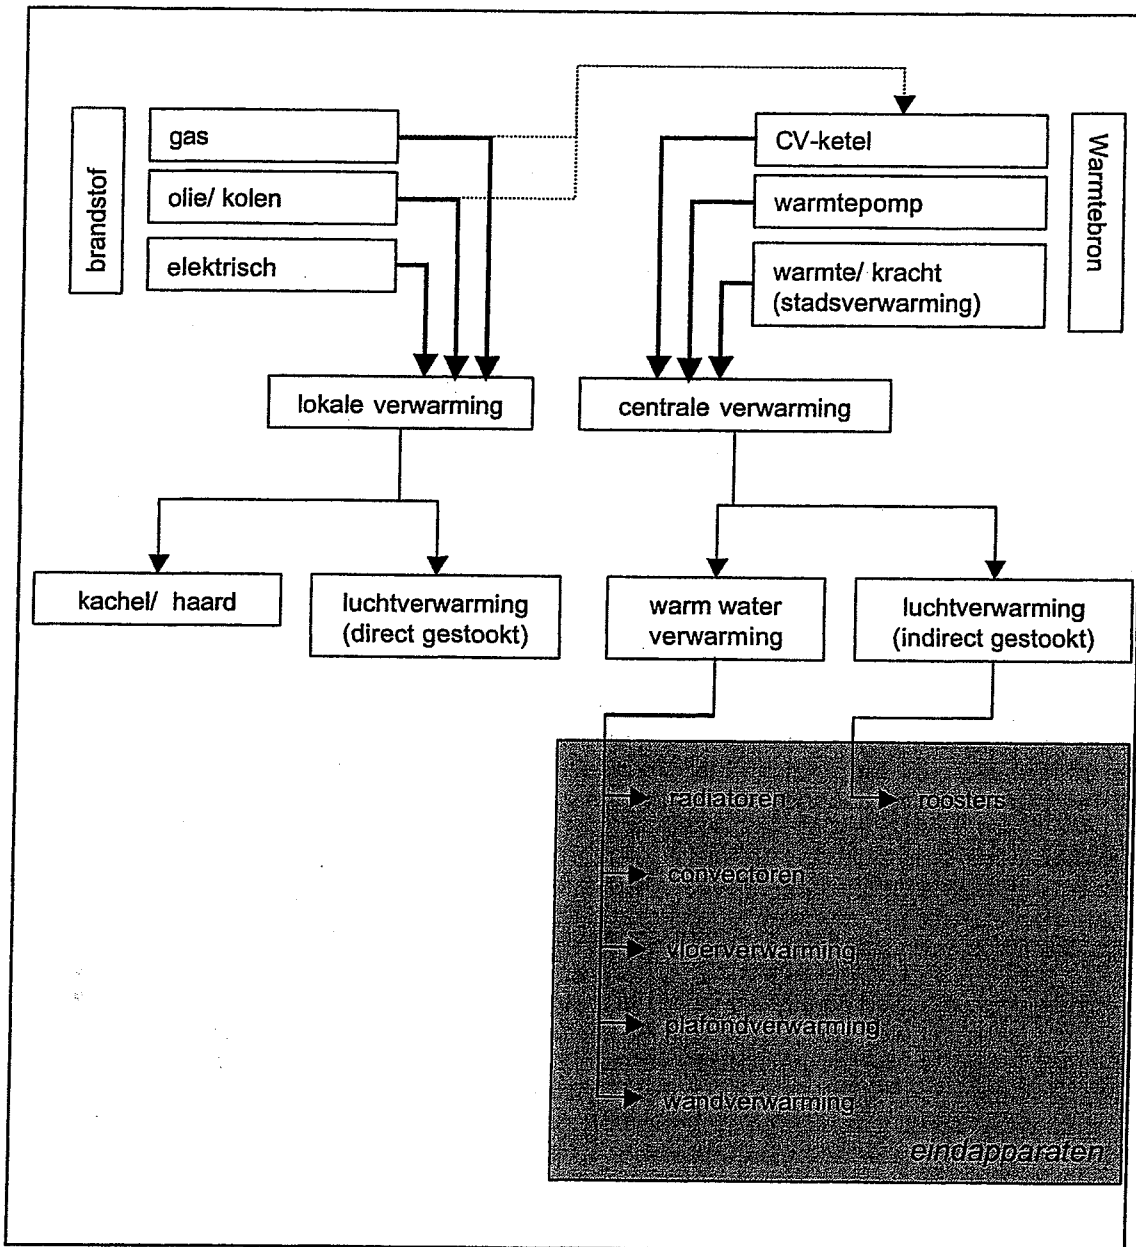 brandstof
gas
olie/ kolen
elektrisch
CV-ketel
warmtepomp
warmte/ kracht
(stadsverwarming)
Warmtebron
lokale verwarming
centrale verwarming
kachel/ haard
luchtverwarming
(direct gestookt)
warm water
verwarming
luchtverwarming
(indirect gestookt)
radiatoren
roosters
convectoren
vloerverwarming
plafondverwarming
wandverwarming
eindapparaten